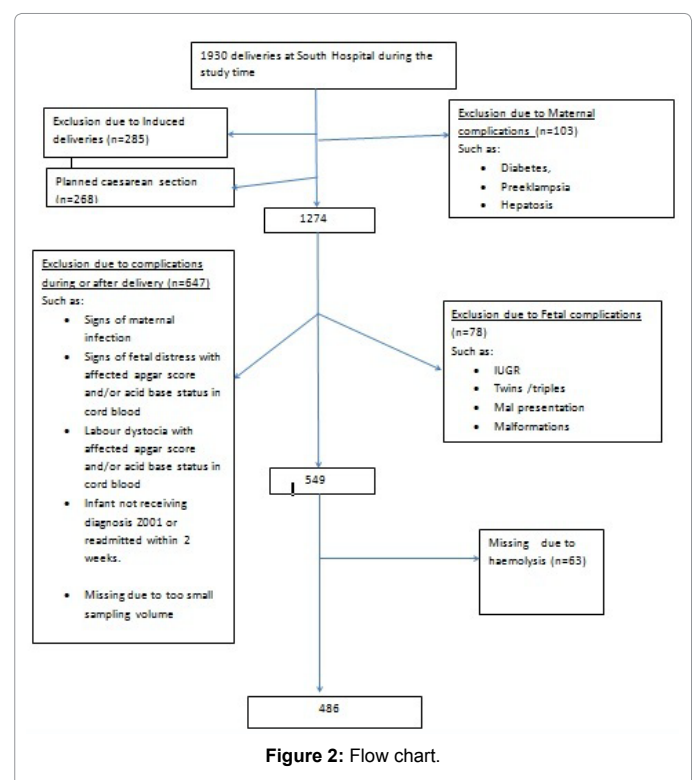 1930 deliveries at South Hospital during the
study time
Exclusion due to Induced
deliveries (n=285)
Exclusion due to Maternal
complications (n=103)
Such as:
• Diabetes,
• Preeklampsia
• Hepatosis
Planned caesarean section
(n=268)
1274
Exclusion due to complications
during or after delivery (n=647)
Such as:
• Signs of maternal
infection
• Signs of fetal distress with
affected apgar score
and/or acid base status in
cord blood
• Labour dystocia with
affected apgar score
and/or acid base status in
cord blood
• Infant not receiving
diagnosis Z001 or
readmitted within 2
weeks.
• Missing due to too small
sampling volume
Exclusion due to Fetal complications
(n=78)
Such as:
• IUGR
• Twins /triples
• Mal presentation
• Malformations
549
Missing due to
haemolysis (n=63)
486
Figure 2: Flow chart.